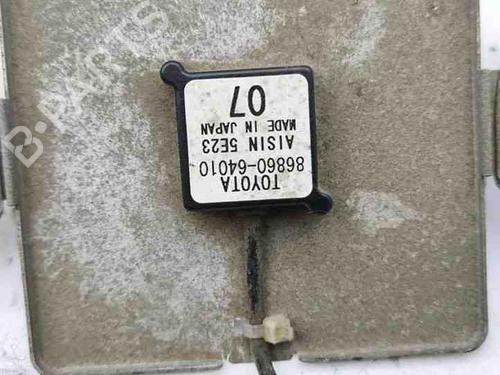 TOYOTA
86860-64010
AISIN 5E23
MADE IN JAPAN
07
B-PARTS